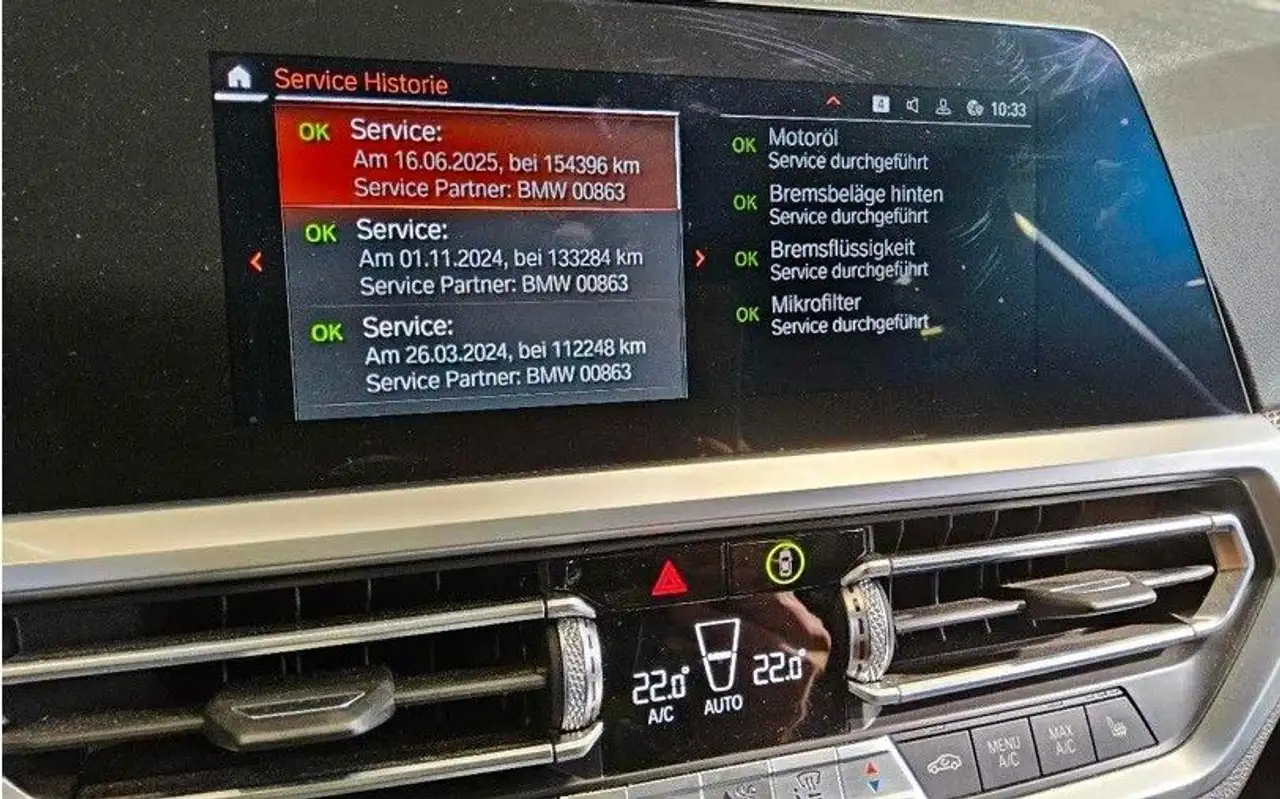 Service Historie
4
10:33
OK Service:
Am 16.06.2025, bei 154396 km
Service Partner: BMW 00863
OK Service:
Am 01.11.2024, bei 133284 km
Service Partner: BMW 00863
OK Service:
Am 26.03.2024, bei 112248 km
Service Partner: BMW 00863
OK Motoröl
Service durchgeführt
OK Bremsbeläge hinten
Service durchgeführt
OK Bremsflüssigkeit
Service durchgeführt
OK Mikrofilter
Service durchgeführt
22.0° 22.0°
A/C AUTO
MENU
A/C
MAX
A/C